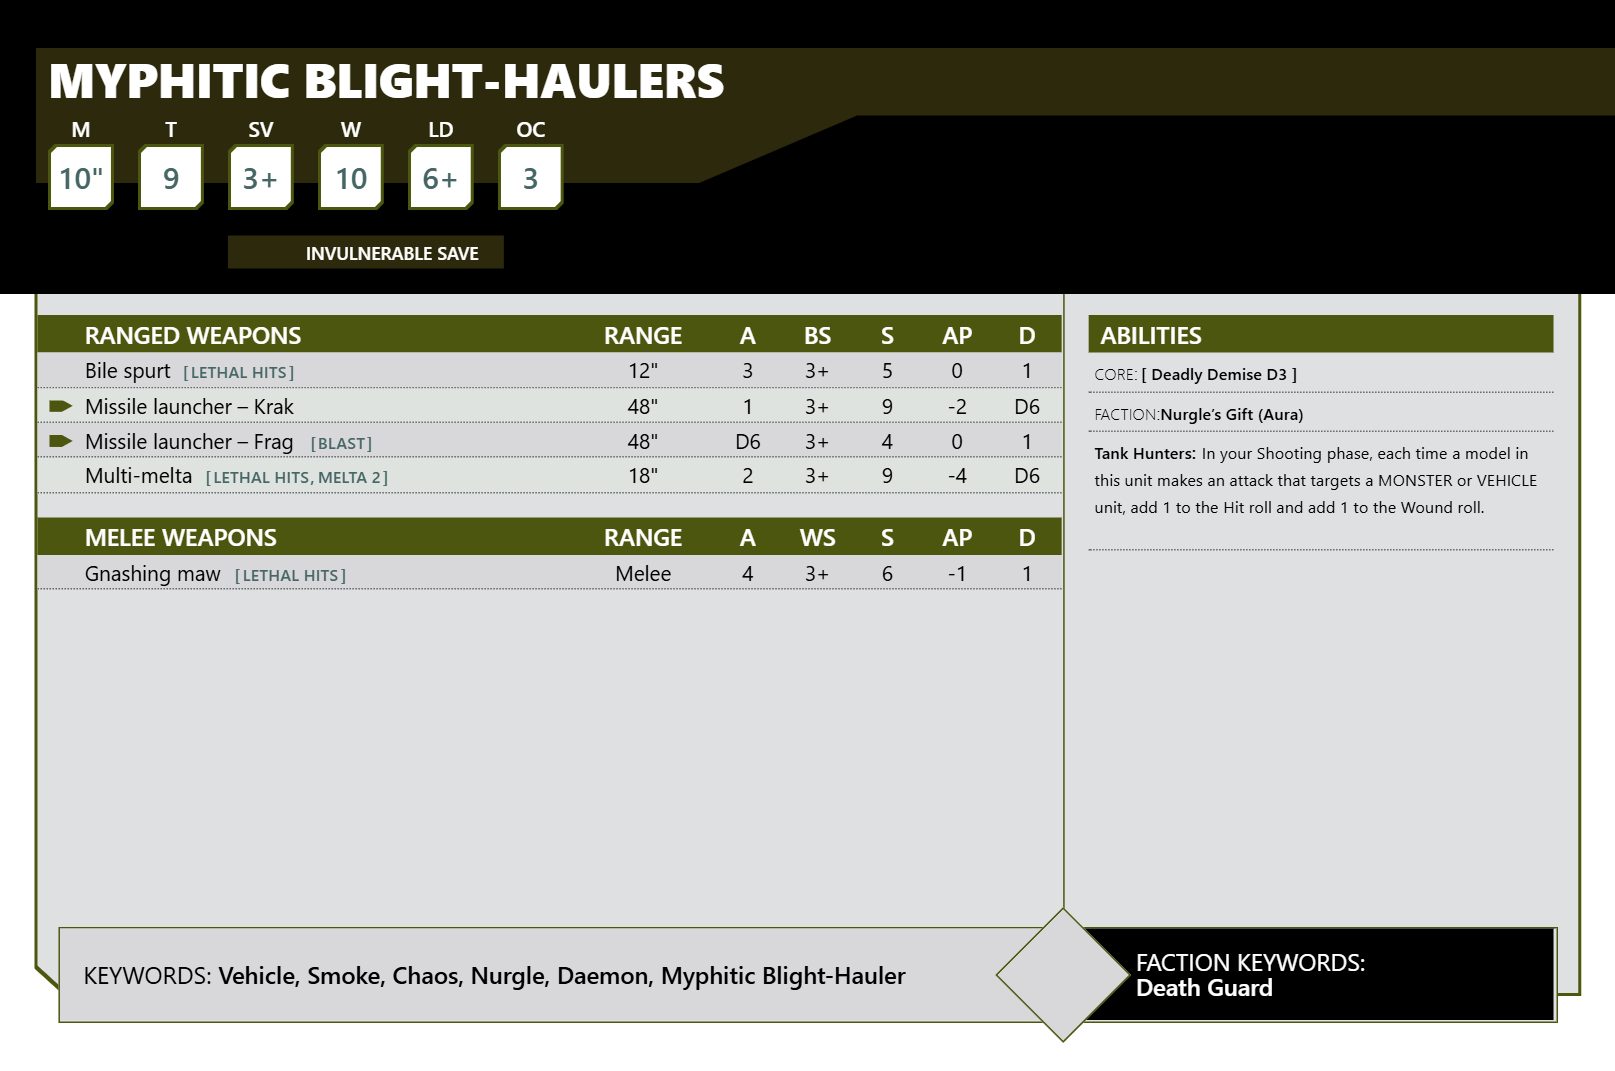 MYPHITIC BLIGHT-HAULERS
M T SV W LD OC
10" 9 3+ 10 6+ 3
INVULNERABLE SAVE
RANGED WEAPONS RANGE A BS S AP D
Bile spurt [LETHAL HITS] 12" 3 3+ 5 0 1
Missile launcher – Krak 48" 1 3+ 9 -2 D6
Missile launcher – Frag [BLAST] 48" D6 3+ 4 0 1
Multi-melta [LETHAL HITS, MELTA 2] 18" 2 3+ 9 -4 D6
MELEE WEAPONS RANGE A WS S AP D
Gnashing maw [LETHAL HITS] Melee 4 3+ 6 -1 1
ABILITIES
CORE: [ Deadly Demise D3 ]
FACTION:Nurgle’s Gift (Aura)
Tank Hunters: In your Shooting phase, each time a model in
this unit makes an attack that targets a MONSTER or VEHICLE
unit, add 1 to the Hit roll and add 1 to the Wound roll.
KEYWORDS: Vehicle, Smoke, Chaos, Nurgle, Daemon, Myphitic Blight-Hauler
FACTION KEYWORDS:
Death Guard